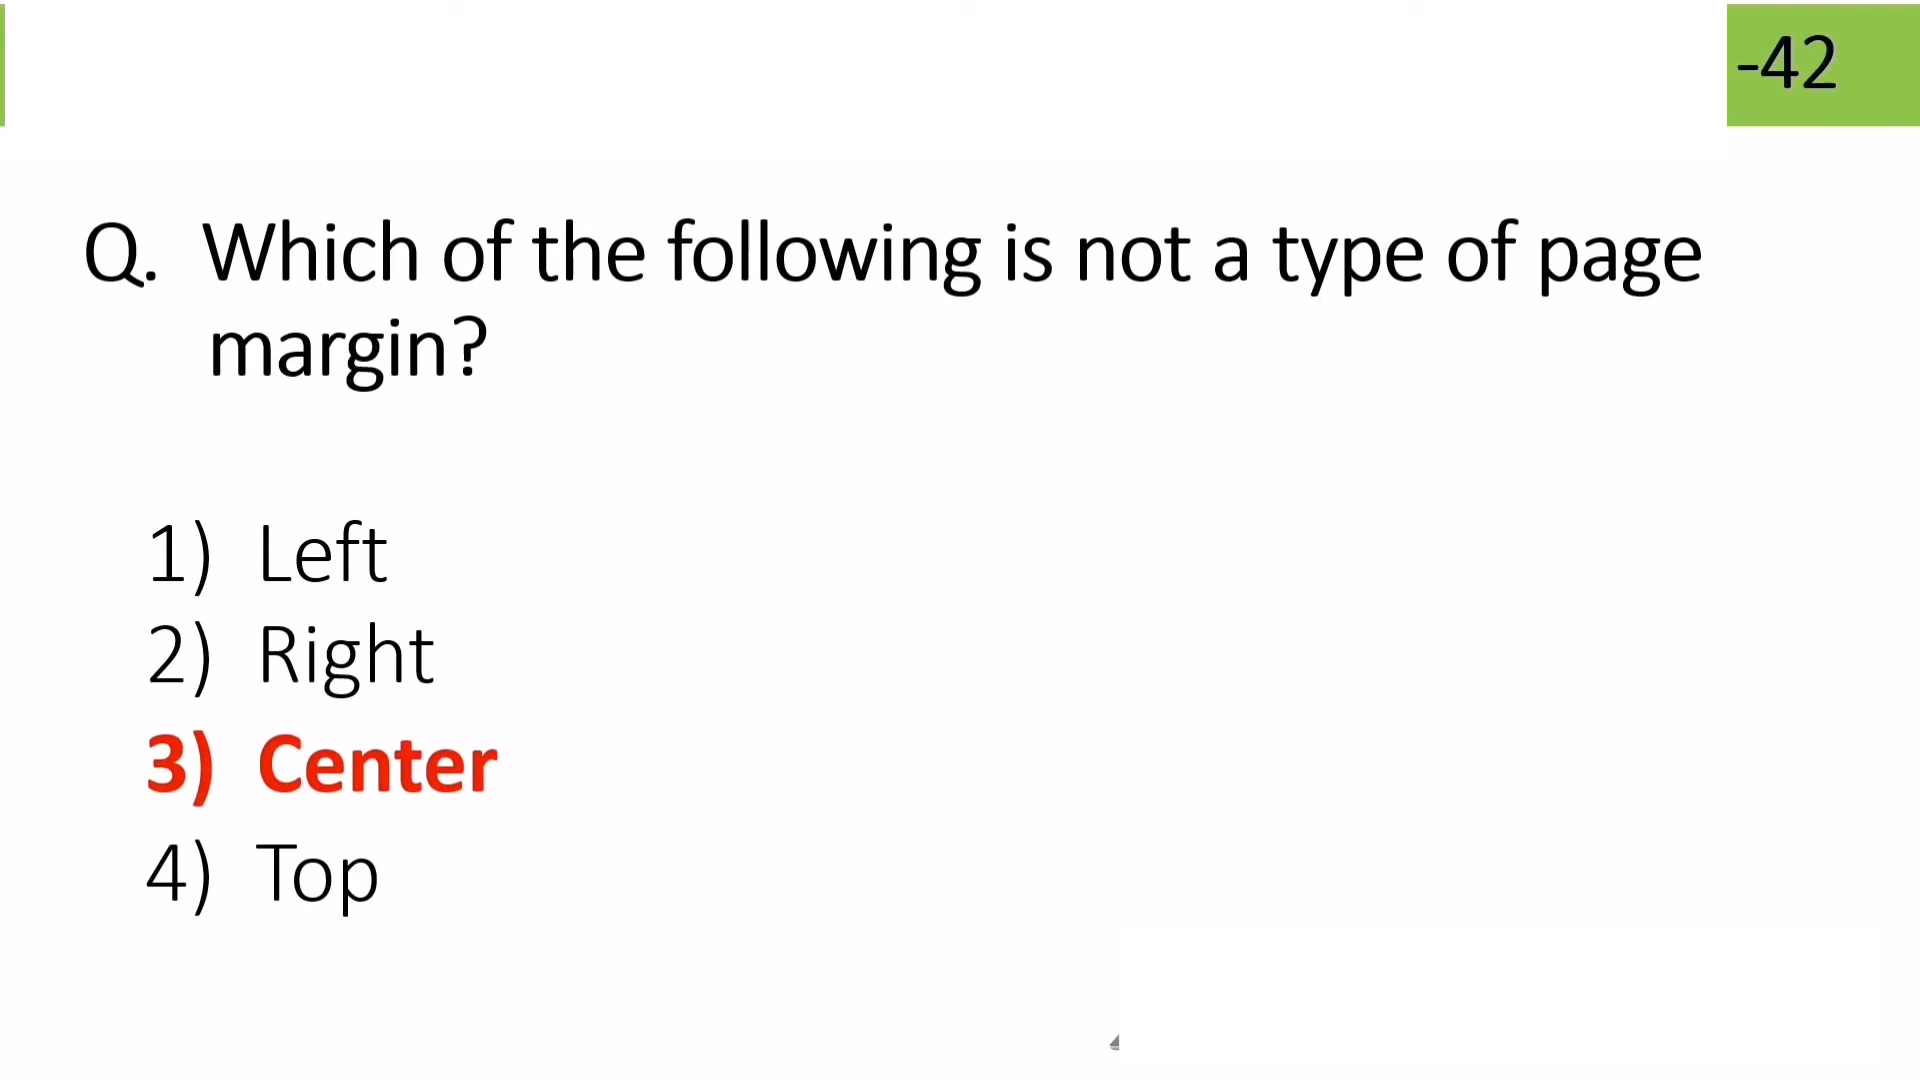 -42
Q. Which of the following is not a type of page
margin?
1) Left
2) Right
3) Center
4) Top